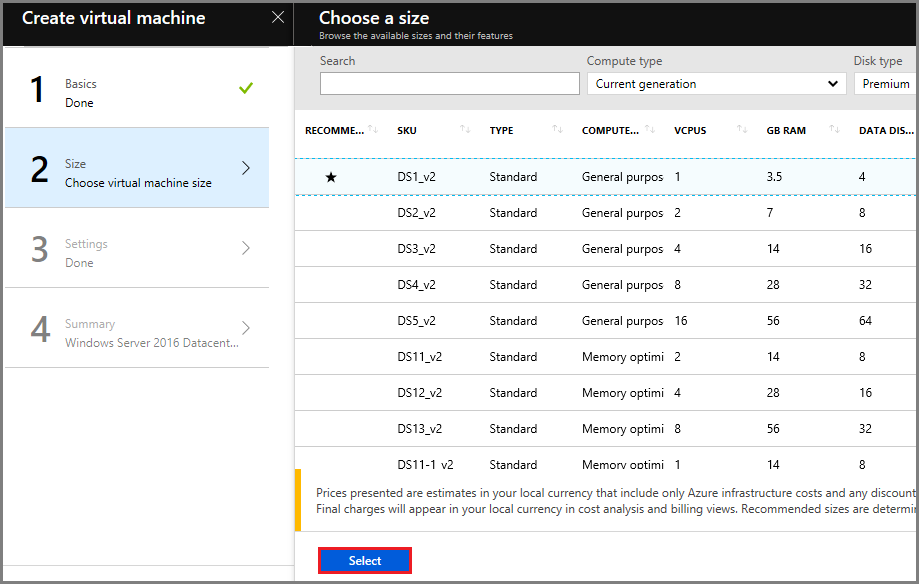 Create virtual machine
1
Basics
Done
2
Size
Choose virtual machine size
3
Settings
Done
4
Summary
Windows Server 2016 Datacent...
Choose a size
Browse the available sizes and their features
Search
Compute type
Disk type
Current generation
Premium
RECOMME... SKU TYPE COMPUTE... VCPUS GB RAM DATA DIS...
★ DS1_v2 Standard General purpos 1 3.5 4
DS2_v2 Standard General purpos 2 7 8
DS3_v2 Standard General purpos 4 14 16
DS4_v2 Standard General purpos 8 28 32
DS5_v2 Standard General purpos 16 56 64
DS11_v2 Standard Memory optimi 2 14 8
DS12_v2 Standard Memory optimi 4 28 16
DS13_v2 Standard Memory optimi 8 56 32
DS11-1_v2 Standard Memory optimi 1 14 8
Prices presented are estimates in your local currency that include only Azure infrastructure costs and any discount
Final charges will appear in your local currency in cost analysis and billing views. Recommended sizes are determi
Select